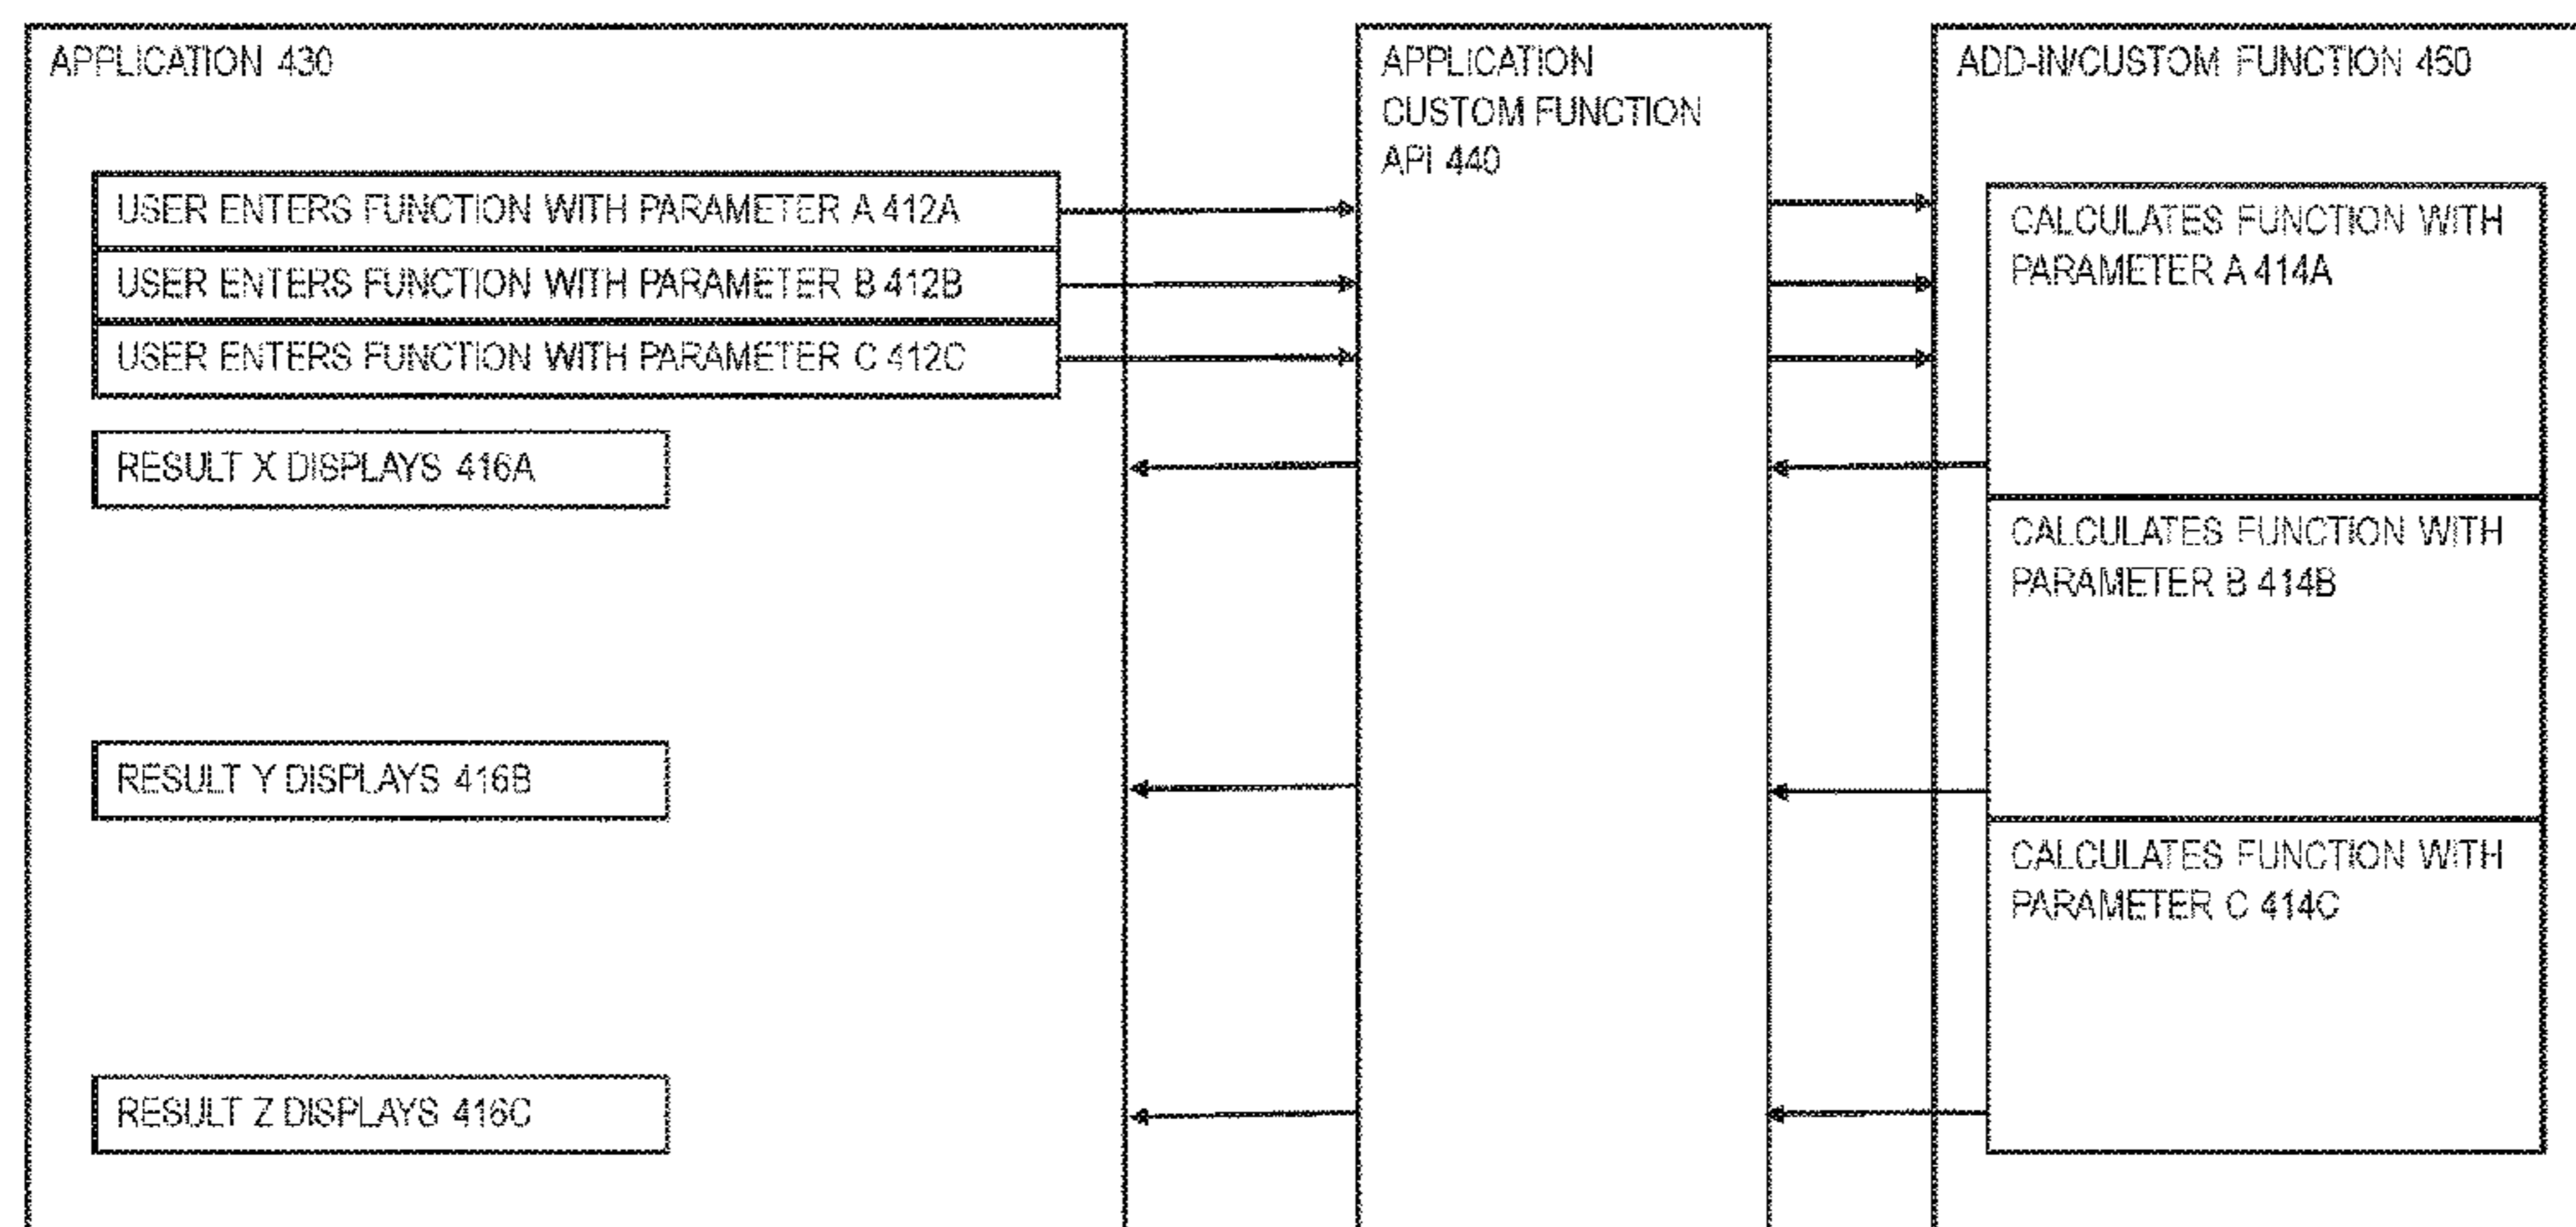 APPLICATION 430
APPLICATION
CUSTOM FUNCTION
API 440
ADD-IN/CUSTOM FUNCTION 450
USER ENTERS FUNCTION WITH PARAMETER A 412A
USER ENTERS FUNCTION WITH PARAMETER B 412B
USER ENTERS FUNCTION WITH PARAMETER C 412C
CALCULATES FUNCTION WITH
PARAMETER A 414A
RESULT X DISPLAYS 416A
CALCULATES FUNCTION WITH
PARAMETER B 414B
RESULT Y DISPLAYS 416B
CALCULATES FUNCTION WITH
PARAMETER C 414C
RESULT Z DISPLAYS 416C